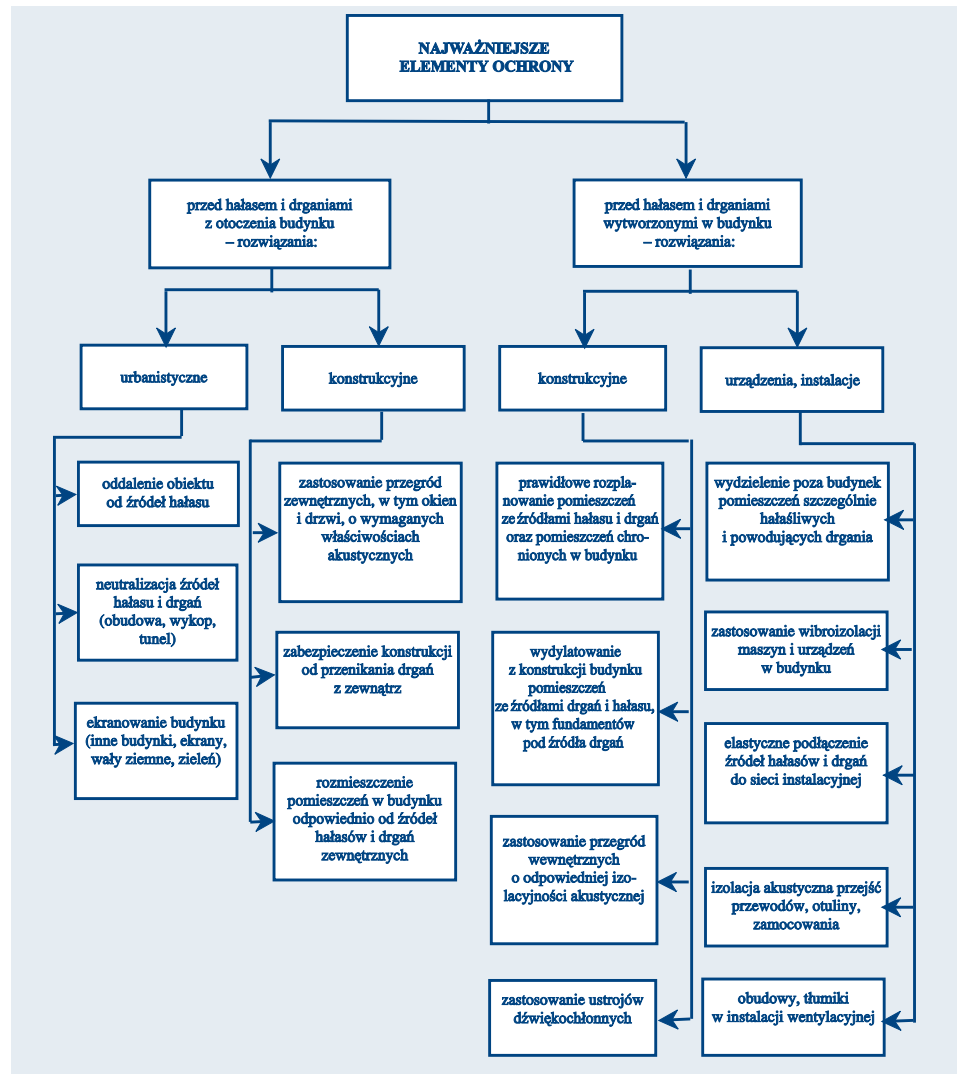 NAJWAŻNIEJSZE
ELEMENTY OCHRONY
przed hałasem i drganiami
z otoczenia budynku
– rozwiązania:
przed hałasem i drganiami
wytworzonymi w budynku
– rozwiązania:
urbanistyczne
konstrukcyjne
konstrukcyjne
urządzenia, instalacje
oddalenie obiektu
od źródeł hałasu
neutralizacja źródeł
hałasu i drgań
(obudowa, wykop,
tunel)
ekranowanie budynku
(inne budynki, ekrany,
wały ziemne, zieleń)
zastosowanie przegród
zewnętrznych, w tym okien
i drzwi, o wymaganych
właściwościach
akustycznych
zabezpieczenie konstrukcji
od przenikania drgań
z zewnątrz
rozmieszczenie
pomieszczeń w budynku
odpowiednio od źródeł
hałasów i drgań
zewnętrznych
prawidłowe rozpla-
nowanie pomieszczeń
ze źródłami hałasu i drgań
oraz pomieszczeń chro-
nionych w budynku
wydylatowanie
z konstrukcji budynku
pomieszczeń
ze źródłami drgań i hałasu,
w tym fundamentów
pod źródła drgań
zastosowanie przegród
wewnętrznych
o odpowiedniej izo-
lacyjności akustycznej
zastosowanie ustrojów
dźwiękochłonnych
wydzielenie poza budynek
pomieszczeń szczególnie
hałaśliwych
i powodujących drgania
zastosowanie wibroizolacji
maszyn i urządzeń
w budynku
elastyczne podłączenie
źródeł hałasów i drgań
do sieci instalacyjnej
izolacja akustyczna przejść
przewodów, otuliny,
zamocowania
obudowy, tłumiki
w instalacji wentylacyjnej